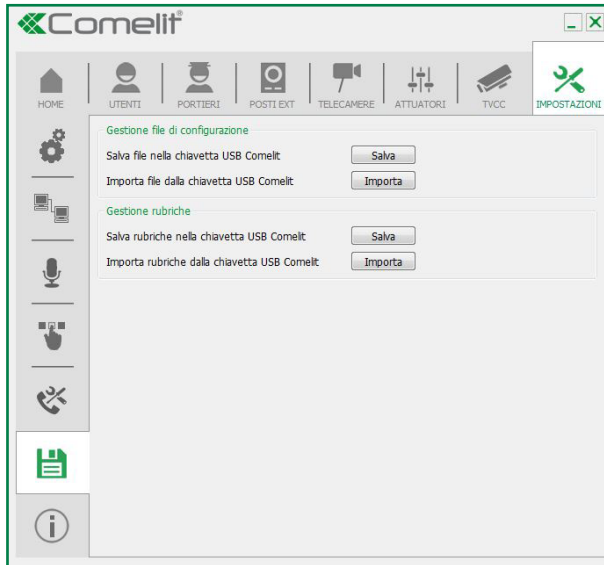 Comelit®
HOME
UTENTI
PORTIERI
POSTI EXT
TELECAMERE
ATTUATORI
TVCC
IMPOSTAZIONI
Gestione file di configurazione
Salva file nella chiavetta USB Comelit Salva
Importa file dalla chiavetta USB Comelit Importa
Gestione rubriche
Salva rubriche nella chiavetta USB Comelit Salva
Importa rubriche dalla chiavetta USB Comelit Importa